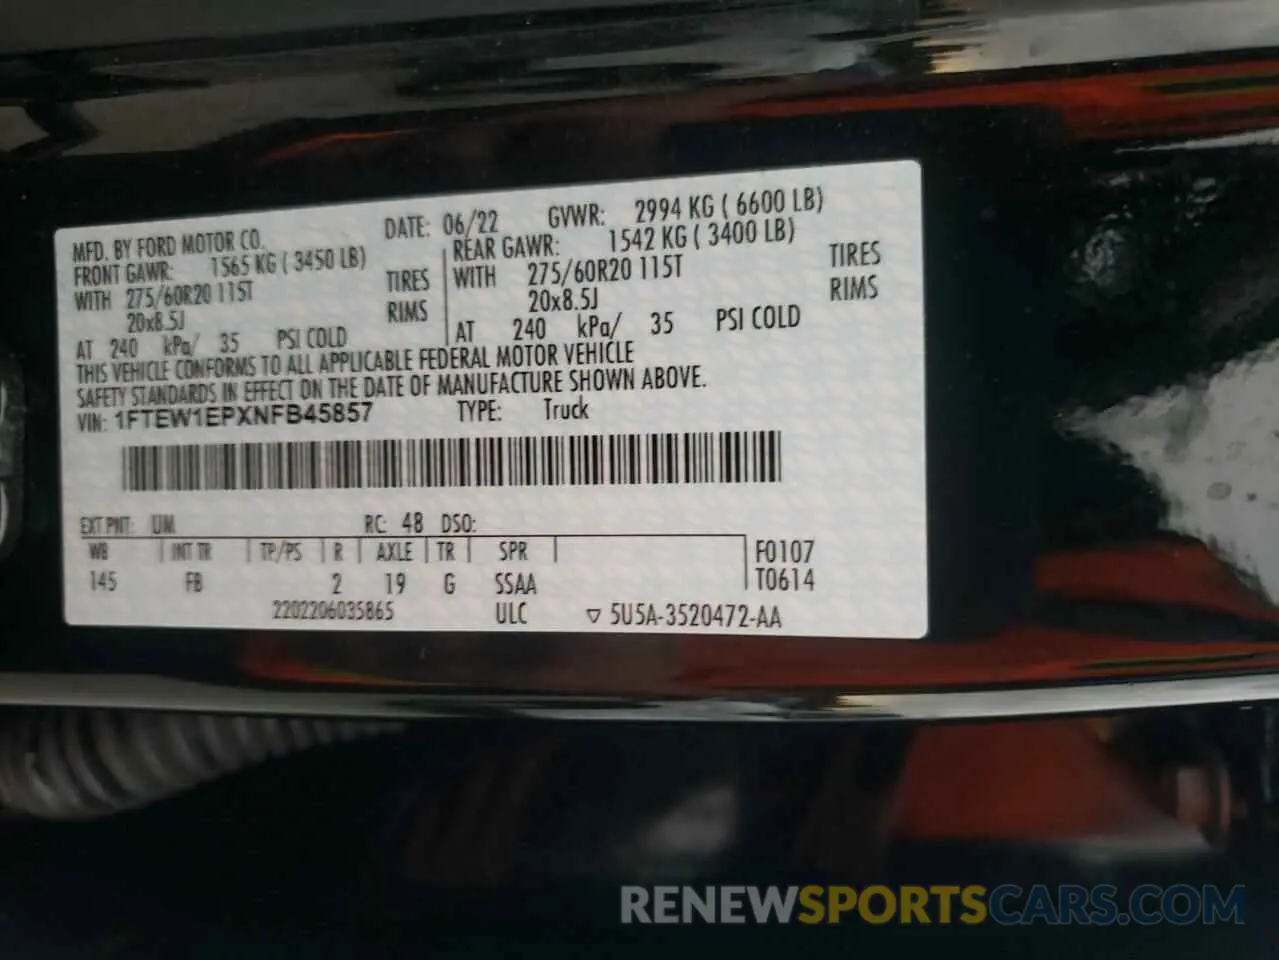 MFD. BY FORD MOTOR CO. DATE: 06/22 GVWR: 2994 KG ( 6600 LB)
FRONT GAWR: 1565 KG ( 3450 LB) REAR GAWR: 1542 KG ( 3400 LB)
WITH 275/60R20 115T TIRES WITH 275/60R20 115T TIRES
20x8.5J RIMS 20x8.5J RIMS
AT 240 kPa/ 35 PSI COLD AT 240 kPa/ 35 PSI COLD
THIS VEHICLE CONFORMS TO ALL APPLICABLE FEDERAL MOTOR VEHICLE
SAFETY STANDARDS IN EFFECT ON THE DATE OF MANUFACTURE SHOWN ABOVE.
VIN: 1FTEW1EPXNFB45857 TYPE: Truck
EXT PNT: UM RC: 48 DSO:
WB INT TR TP/PS R AXLE TR SPR F0107
145 FB 2 19 G SSAA T0614
2202206035865 ULC ▽ 5U5A-3520472-AA
RENEWSPORTSCARS.COM